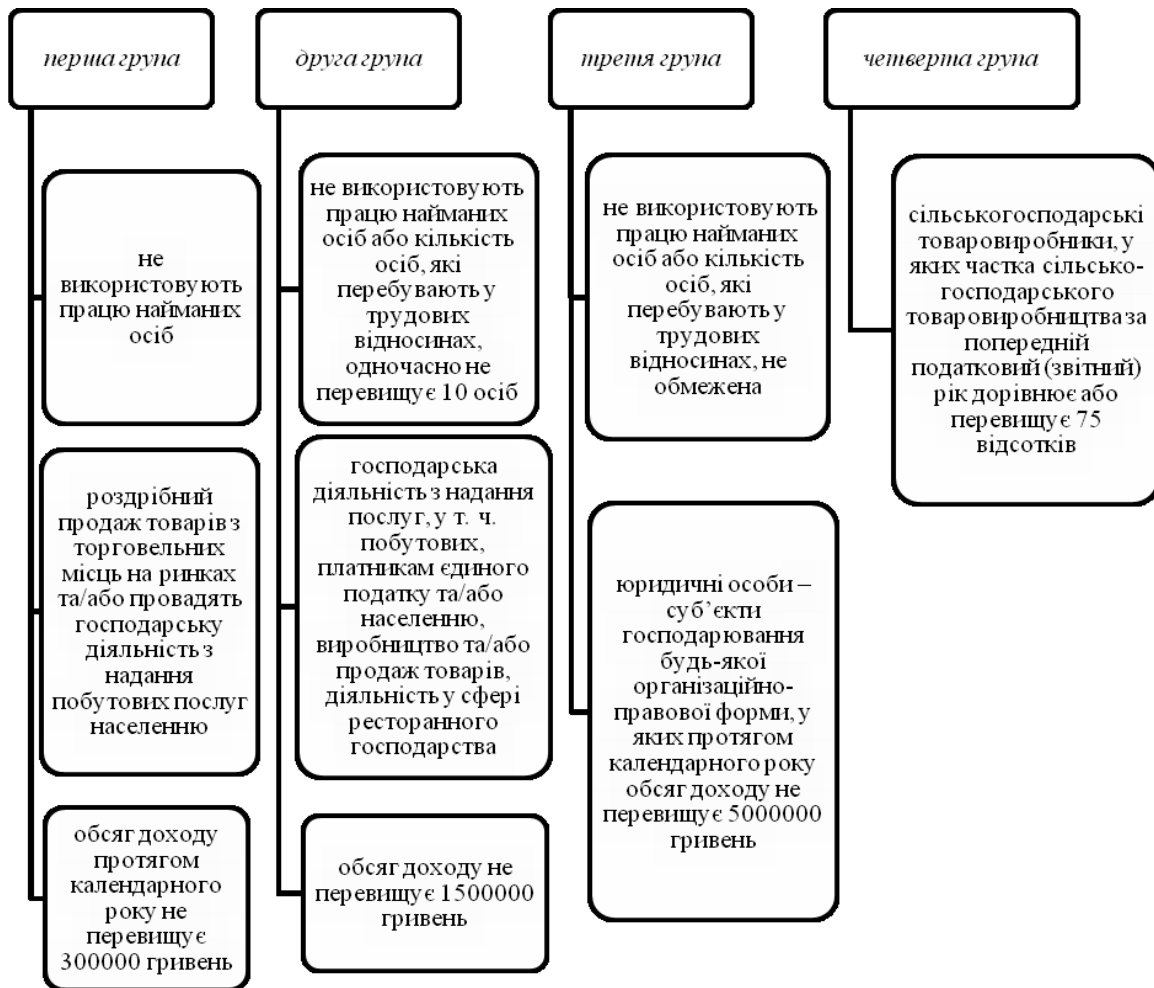 перша група
не
використовують
працю найманих
осіб
роздрібний
продаж товарів з
торговельних
місць на ринках
та/або провадять
господарську
діяльність з
надання
побутових послуг
населенню
обсяг доходу
протягом
календарного
року не
перевищує
300000 гривень
друга група
не використовують
працю найманих
осіб або кількість
осіб, які
перебувають у
трудових
відносинах,
одночасно не
перевищує 10 осіб
господарська
діяльність з надання
послуг, у т. ч.
побутових,
платникам єдиного
податку та/або
населенню,
виробництво та/або
продаж товарів,
діяльність у сфері
ресторанного
господарства
обсяг доходу не
перевищує 1500000
гривень
третя група
не використовують
працю найманих
осіб або кількість
осіб, які
перебувають у
трудових
відносинах, не
обмежена
юридичні особи –
суб’єкти
господарювання
будь-якої
організаційно-
правової форми, у
яких протягом
календарного року
обсяг доходу не
перевищує 5000000
гривень
четверта група
сільськогосподарські
товаровиробники, у
яких частка сільсько-
господарського
товаровиробництва за
попередній
податковий (звітний)
рік дорівнює або
перевищує 75
відсотків